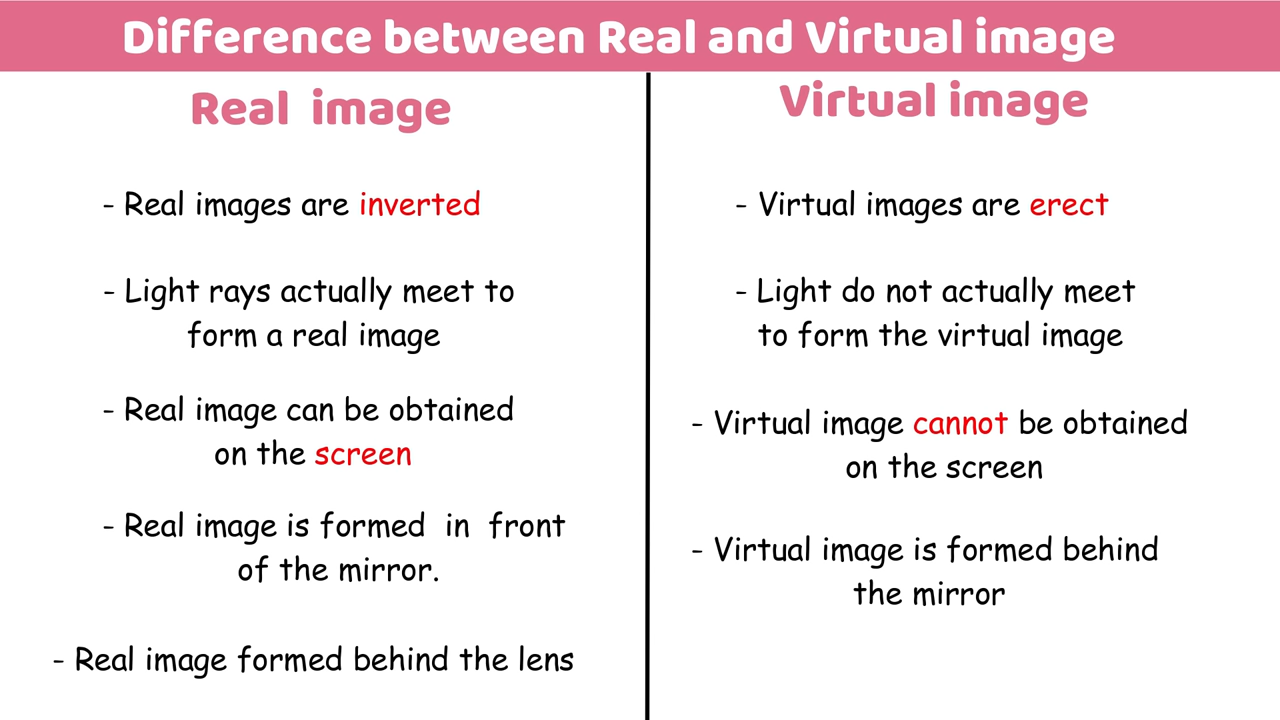 Difference between Real and Virtual image
Real image
- Real images are inverted
- Light rays actually meet to
form a real image
- Real image can be obtained
on the screen
- Real image is formed in front
of the mirror.
- Real image formed behind the lens
Virtual image
- Virtual images are erect
- Light do not actually meet
to form the virtual image
- Virtual image cannot be obtained
on the screen
- Virtual image is formed behind
the mirror